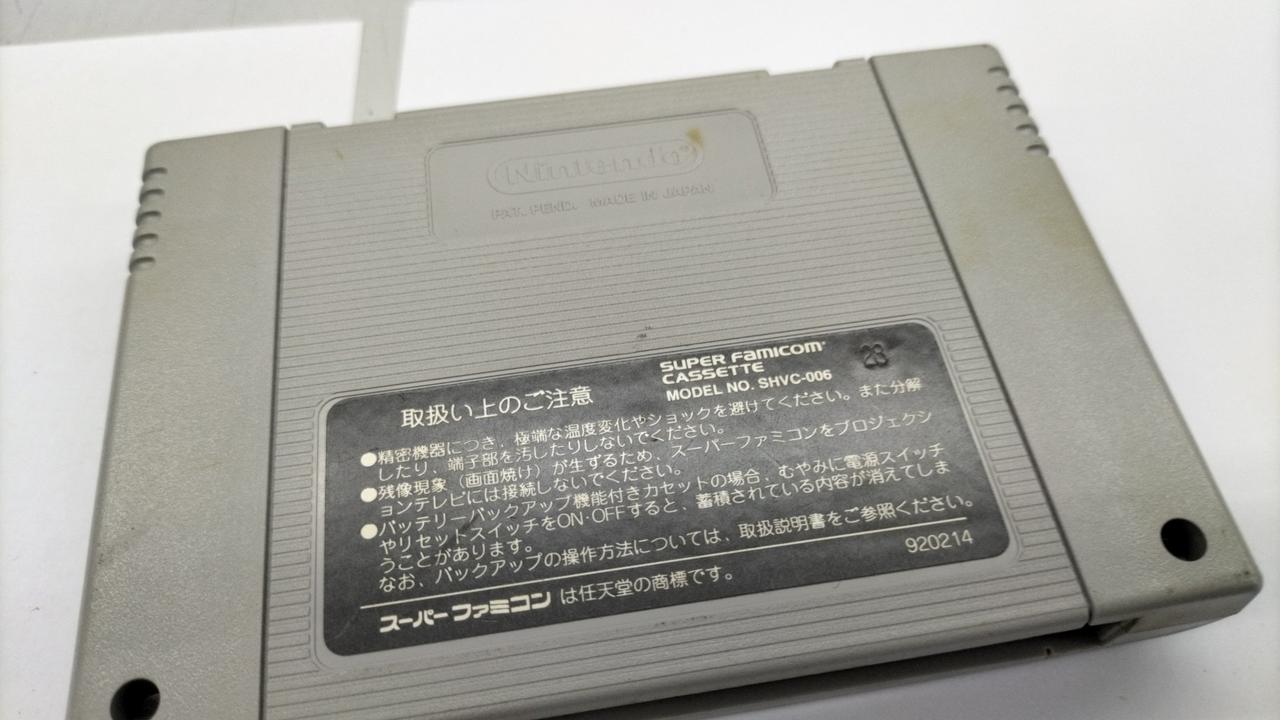 Nintendo®
PAT. PEND. MADE IN JAPAN
取扱い上のご注意
SUPER FAMICOM
CASSETTE
MODEL NO. SHVC-006
23
●精密機器につき、極端な温度変化やショックを避けてください。また分解
したり、端子部を汚したりしないでください。
●残像現象（画面焼け）が生ずるため、スーパーファミコンをプロジェクシ
ョンテレビには接続しないでください。
●バッテリーバックアップ機能付きカセットの場合、むやみに電源スイッチ
やリセットスイッチをON・OFFすると、蓄積されている内容が消えてしま
うことがあります。
なお、バックアップの操作方法については、取扱説明書をご参照ください。
920214
スーパーファミコン は任天堂の商標です。